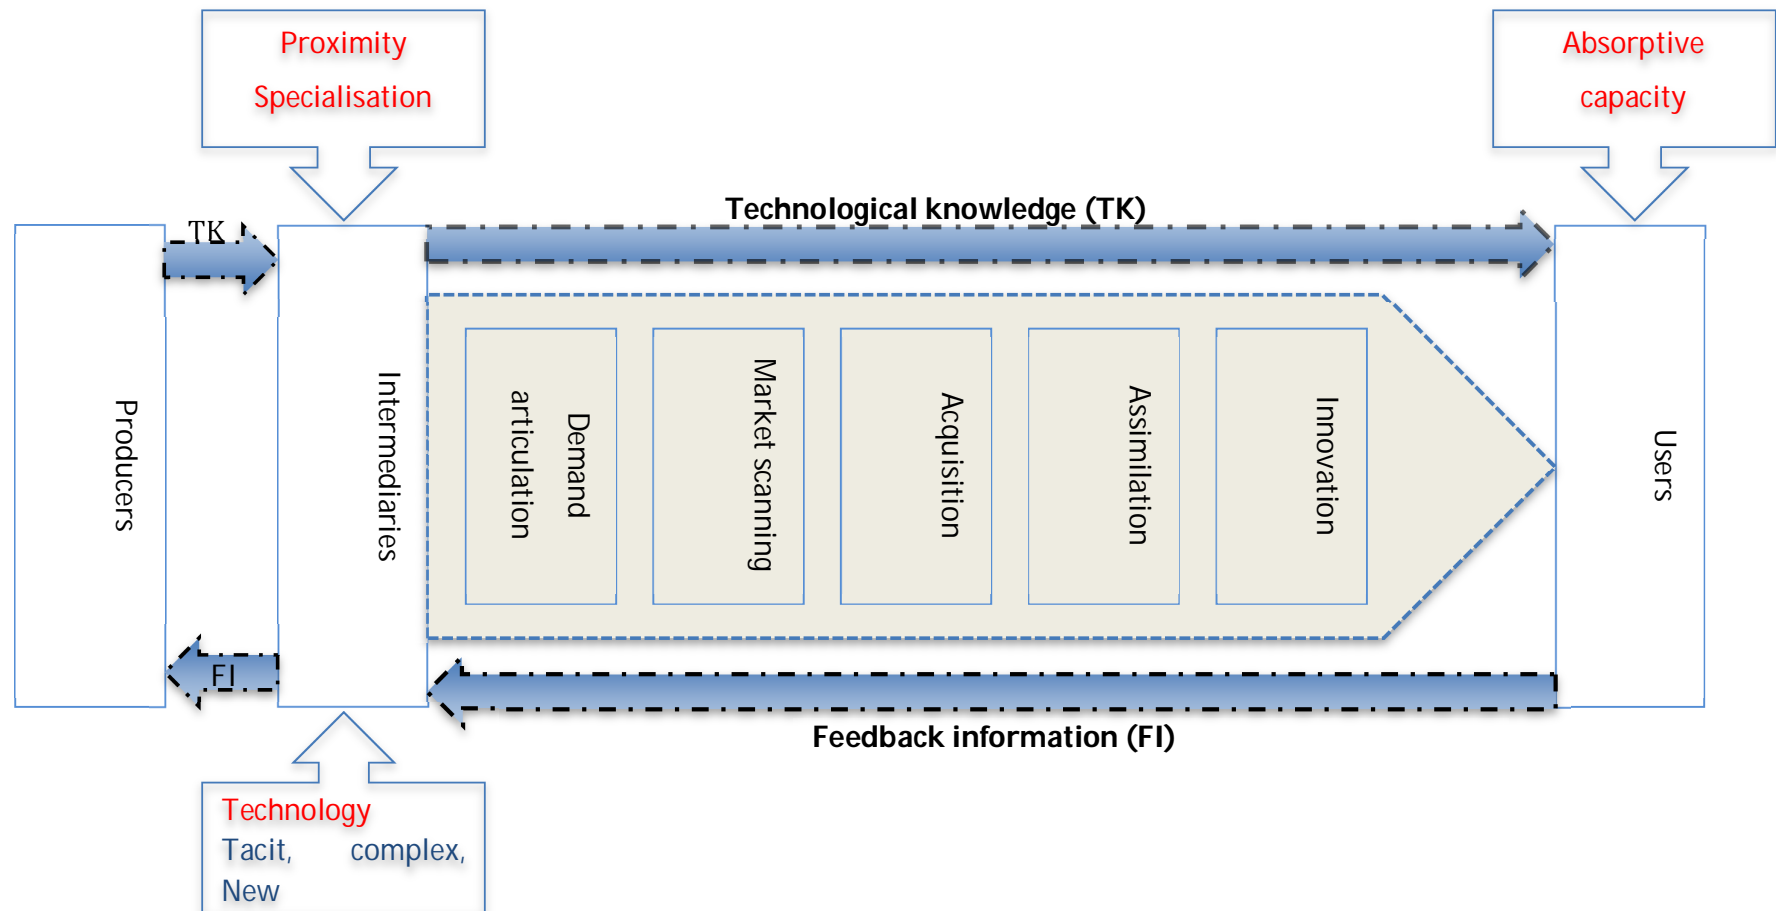 Proximity
Specialisation
Absorptive
capacity
Technological knowledge (TK)
TK
Producers
Intermediaries
Demand
articulation
Market scanning
Acquisition
Assimilation
Innovation
Users
FI
Feedback information (FI)
Technology
Tacit, complex,
New